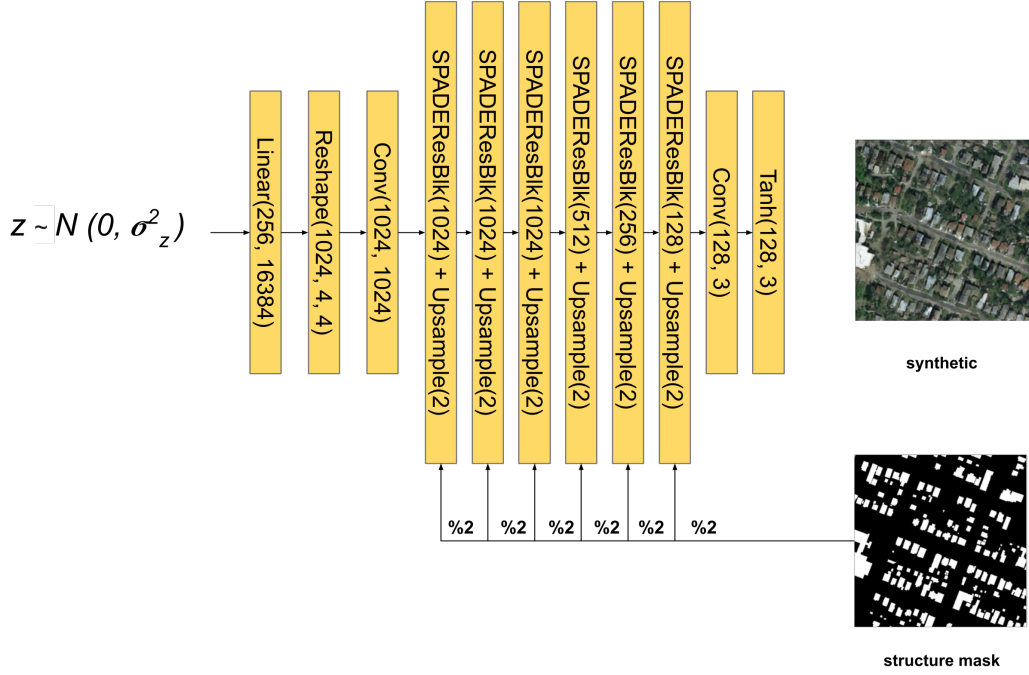 z ~ N (0, σ²_z)
Linear(256, 16384)
Reshape(1024, 4, 4)
Conv(1024, 1024)
SPADEResBlk(1024) + Upsample(2)
SPADEResBlk(1024) + Upsample(2)
SPADEResBlk(1024) + Upsample(2)
SPADEResBlk(512) + Upsample(2)
SPADEResBlk(256) + Upsample(2)
SPADEResBlk(128) + Upsample(2)
Conv(128, 3)
Tanh(128, 3)
synthetic
%2 %2 %2 %2 %2 %2
structure mask